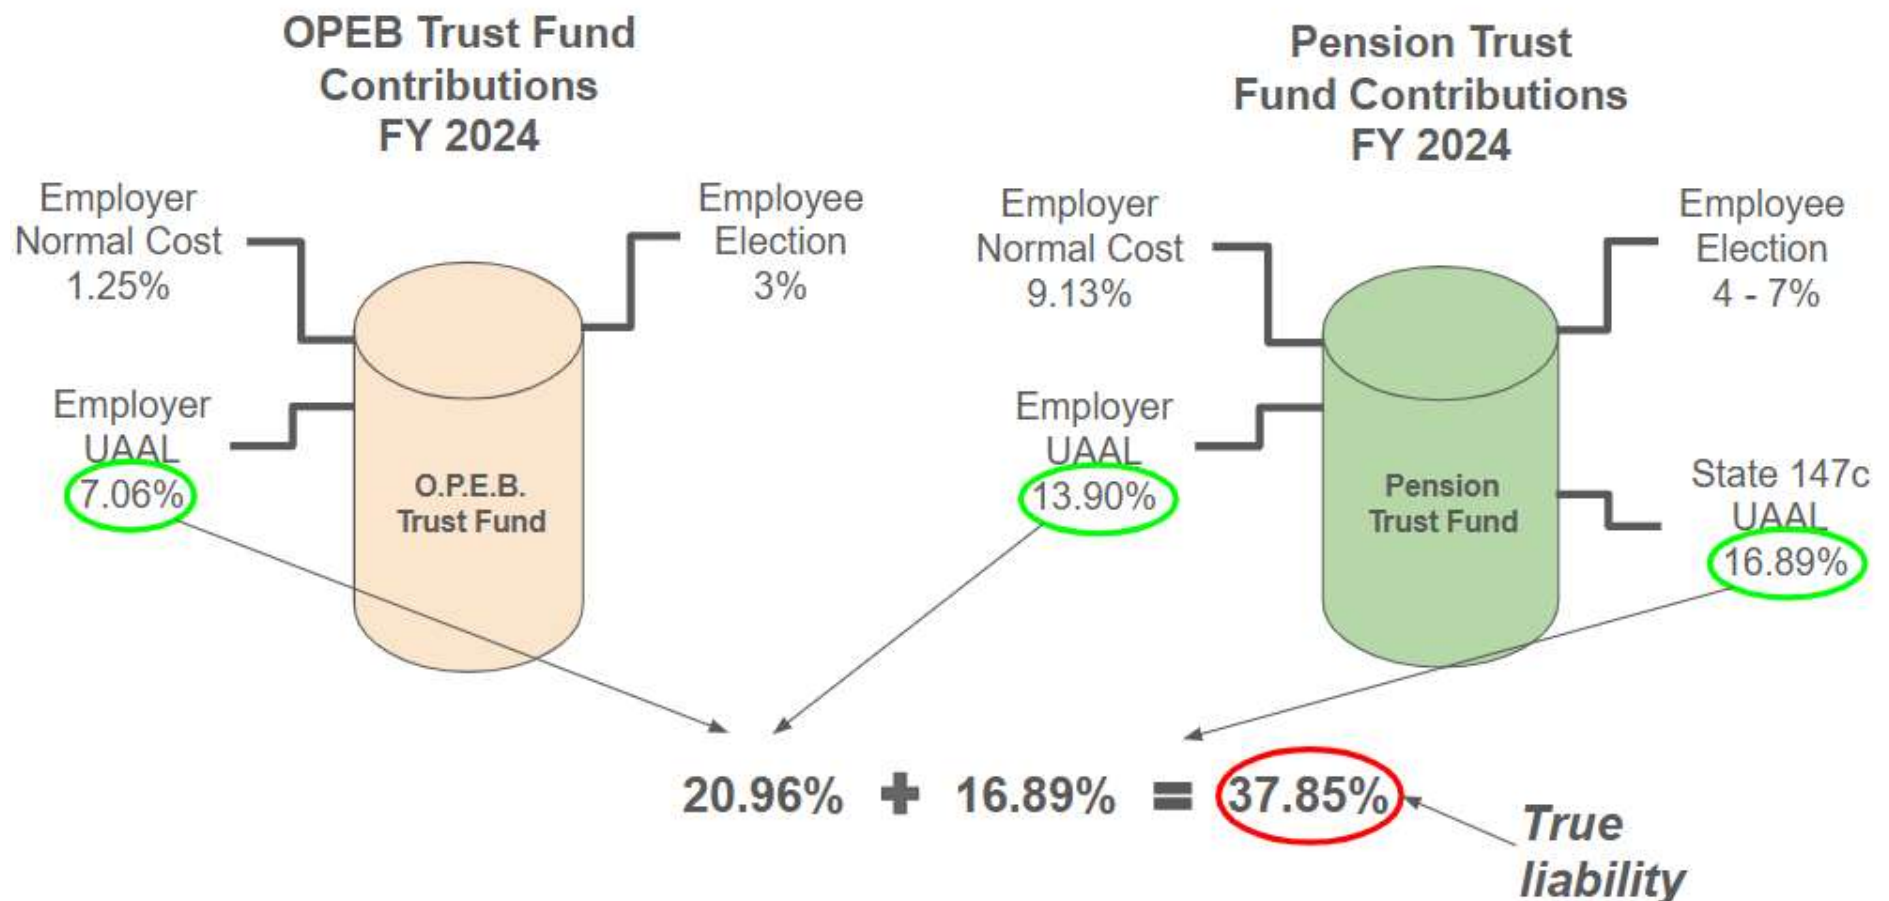 OPEB Trust Fund
Contributions
FY 2024
Employer
Normal Cost
1.25%
Employee
Election
3%
Employer
UAAL
7.06%
O.P.E.B.
Trust Fund
Pension Trust
Fund Contributions
FY 2024
Employer
Normal Cost
9.13%
Employee
Election
4 - 7%
Employer
UAAL
13.90%
Pension
Trust Fund
State 147c
UAAL
16.89%
20.96% + 16.89% = 37.85%
True
liability